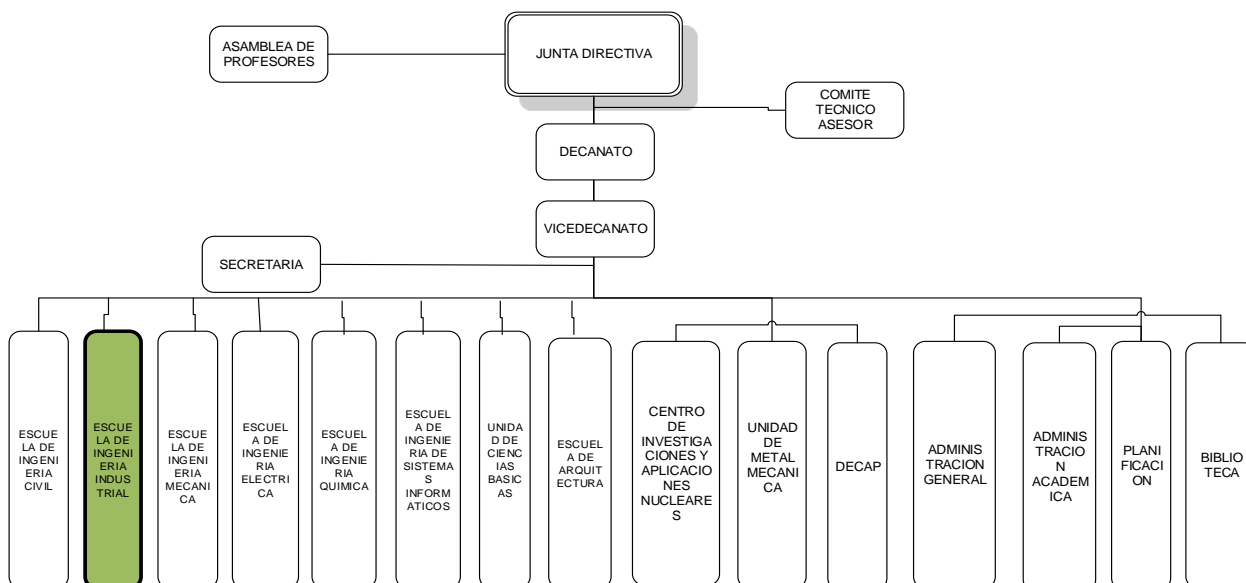 ASAMBLEA DE
PROFESORES
JUNTA DIRECTIVA
COMITE
TECNICO
ASESOR
DECANATO
VICEDECANATO
SECRETARIA
ESCUE
LA DE
INGENI
ERIA
CIVIL
ESCUE
LA DE
INGENI
ERIA
INDUS
TRIAL
ESCUE
LA DE
INGENI
ERIA
MECANI
CA
ESCUEL
A DE
INGENIE
RIA
ELECTRI
CA
ESCUEL
A DE
INGENIE
RIA
QUIMICA
ESCUEL
A DE
INGENIE
RIA DE
SISTEMA
S
INFORM
ATICOS
UNIDA
D DE
CIENC
IAS
BASIC
AS
ESCUE
LA DE
ARQUIT
ECTURA
CENTRO
DE
INVESTIGA
CIONES Y
APLICACIO
NES
NUCLEARE
S
UNIDAD
DE
METAL
MECANI
CA
DECAP
ADMINIS
TRACION
GENERAL
ADMINIS
TRACIO
N
ACADEM
ICA
PLANI
FICACI
ON
BIBLIO
TECA